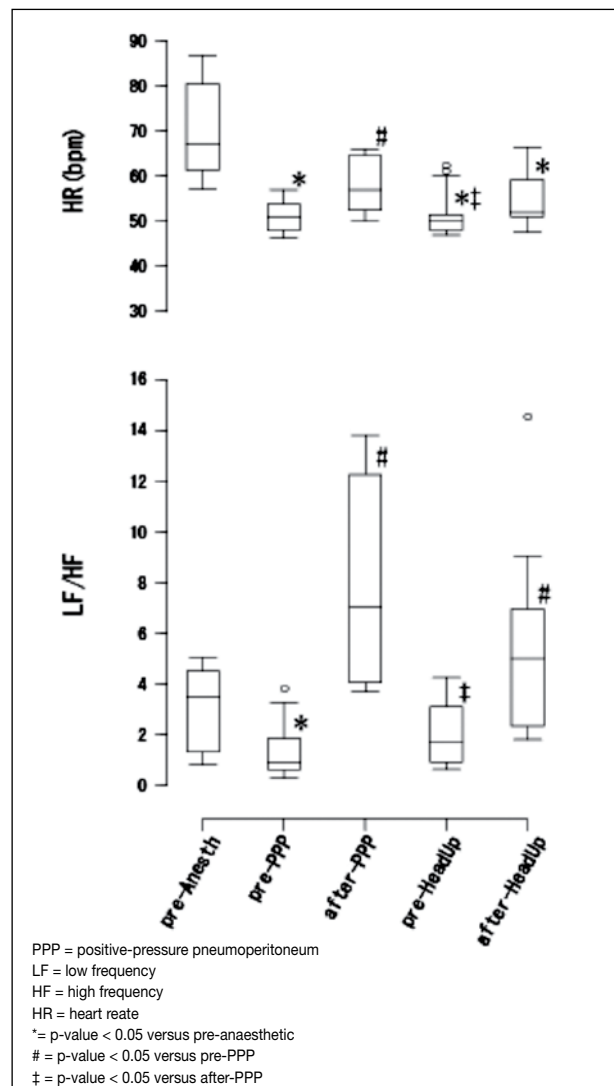 HR (bpm)
90
80
70
60
50
40
30
*
#
*‡
*
LF/HF
16
14
12
10
8
6
4
2
0
*
#
‡
#
pre-Anesth
pre-PPP
after-PPP
pre-HeadUp
after-HeadUp
PPP = positive-pressure pneumoperitoneum
LF = low frequency
HF = high frequency
HR = heart reate
*= p-value < 0.05 versus pre-anaesthetic
# = p-value < 0.05 versus pre-PPP
‡ = p-value < 0.05 versus after-PPP